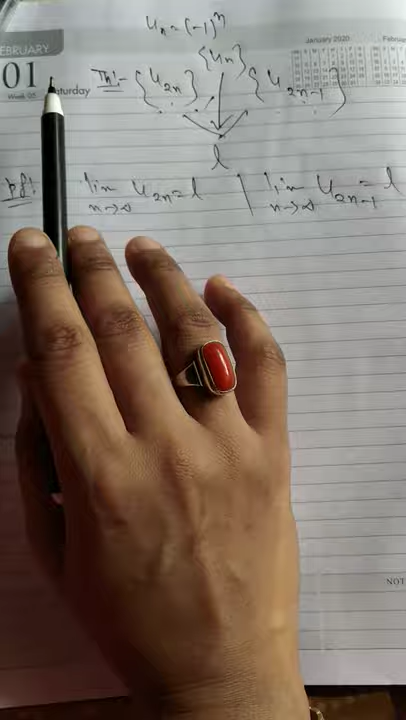 uₙ = (-1)ⁿ
January 2020
FEBRUARY
{uₙ}
01
Week 05
Saturday
Th:- {u₂ₙ} {u₂ₙ₋₁}
l
Pf! lim u₂ₙ = l | lim u₂ₙ₋₁ = l
n→∞ n→∞
NOT